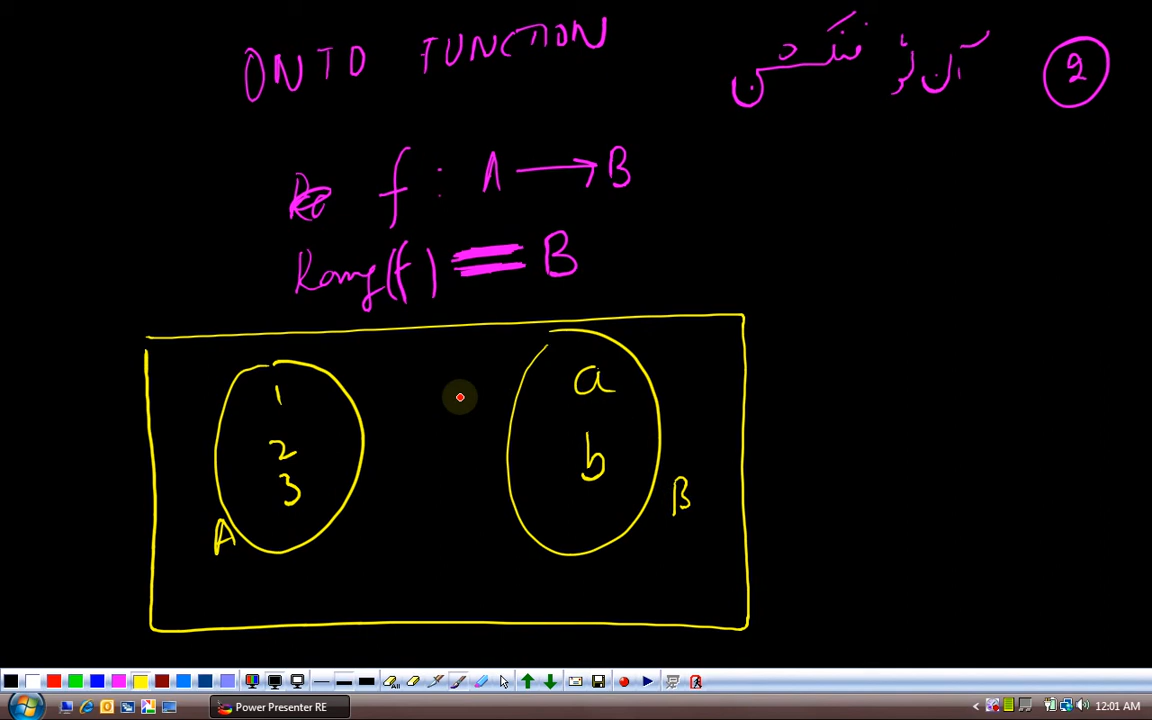 ONTO FUNCTION
آن ٹو فنکشن 2
f : A → B
Rang(f) = B
1
2
3
A
a
b
B
Power Presenter RE
12:01 AM